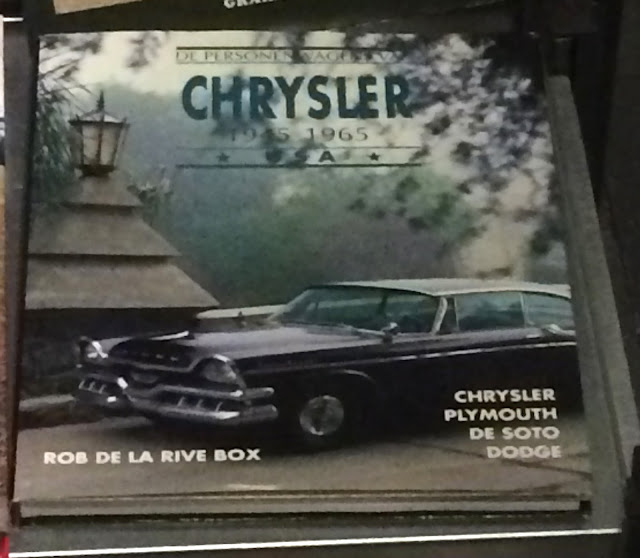 DE PERSONENWAGENS VAN
CHRYSLER
1945 1965
USA
CHRYSLER
PLYMOUTH
DE SOTO
DODGE
ROB DE LA RIVE BOX